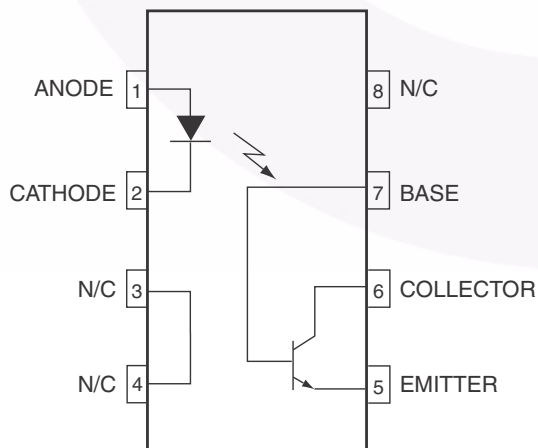 ANODE 1
8 N/C
CATHODE 2
7 BASE
N/C 3
6 COLLECTOR
N/C 4
5 EMITTER